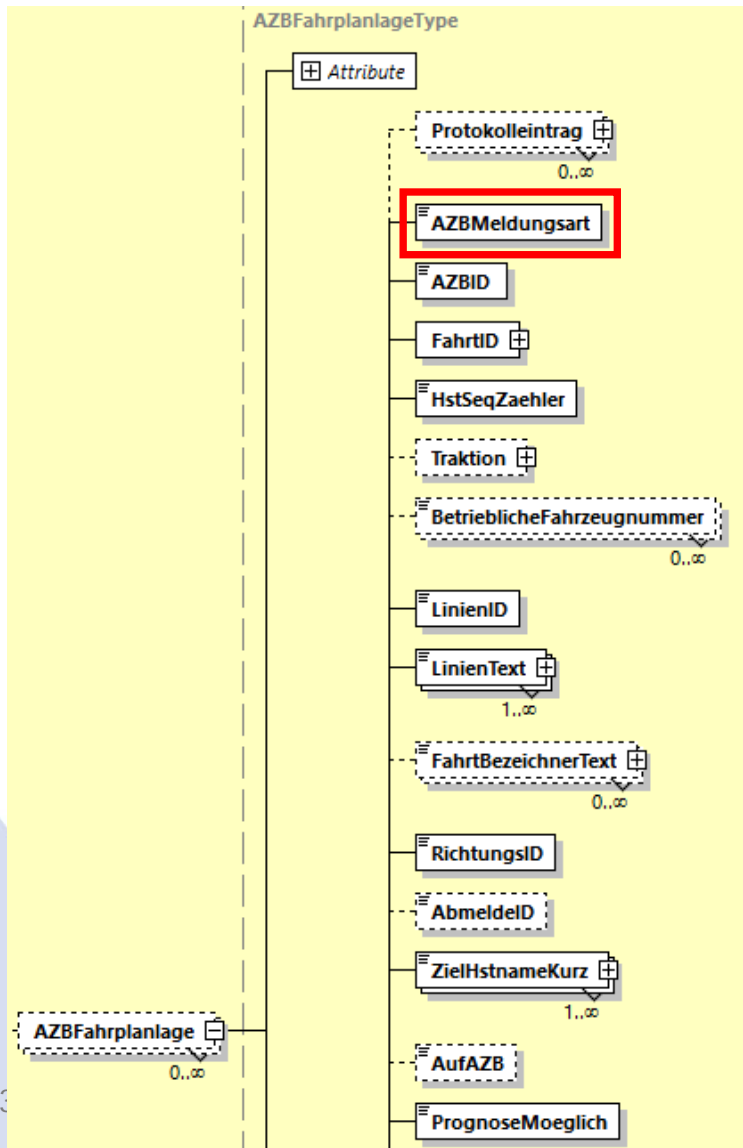 AZBFahrplanlageType
Attribute
Protokolleintrag
0..∞
AZBMeldungsart
AZBID
FahrtID
HstSeqZaehler
Traktion
BetrieblicheFahrzeugnummer
0..∞
LinienID
LinienText
1..∞
FahrtBezeichnerText
0..∞
RichtungsID
AbmeldeID
ZielHstnameKurz
1..∞
AZBFahrplanlage
0..∞
AufAZB
PrognoseMoeglich